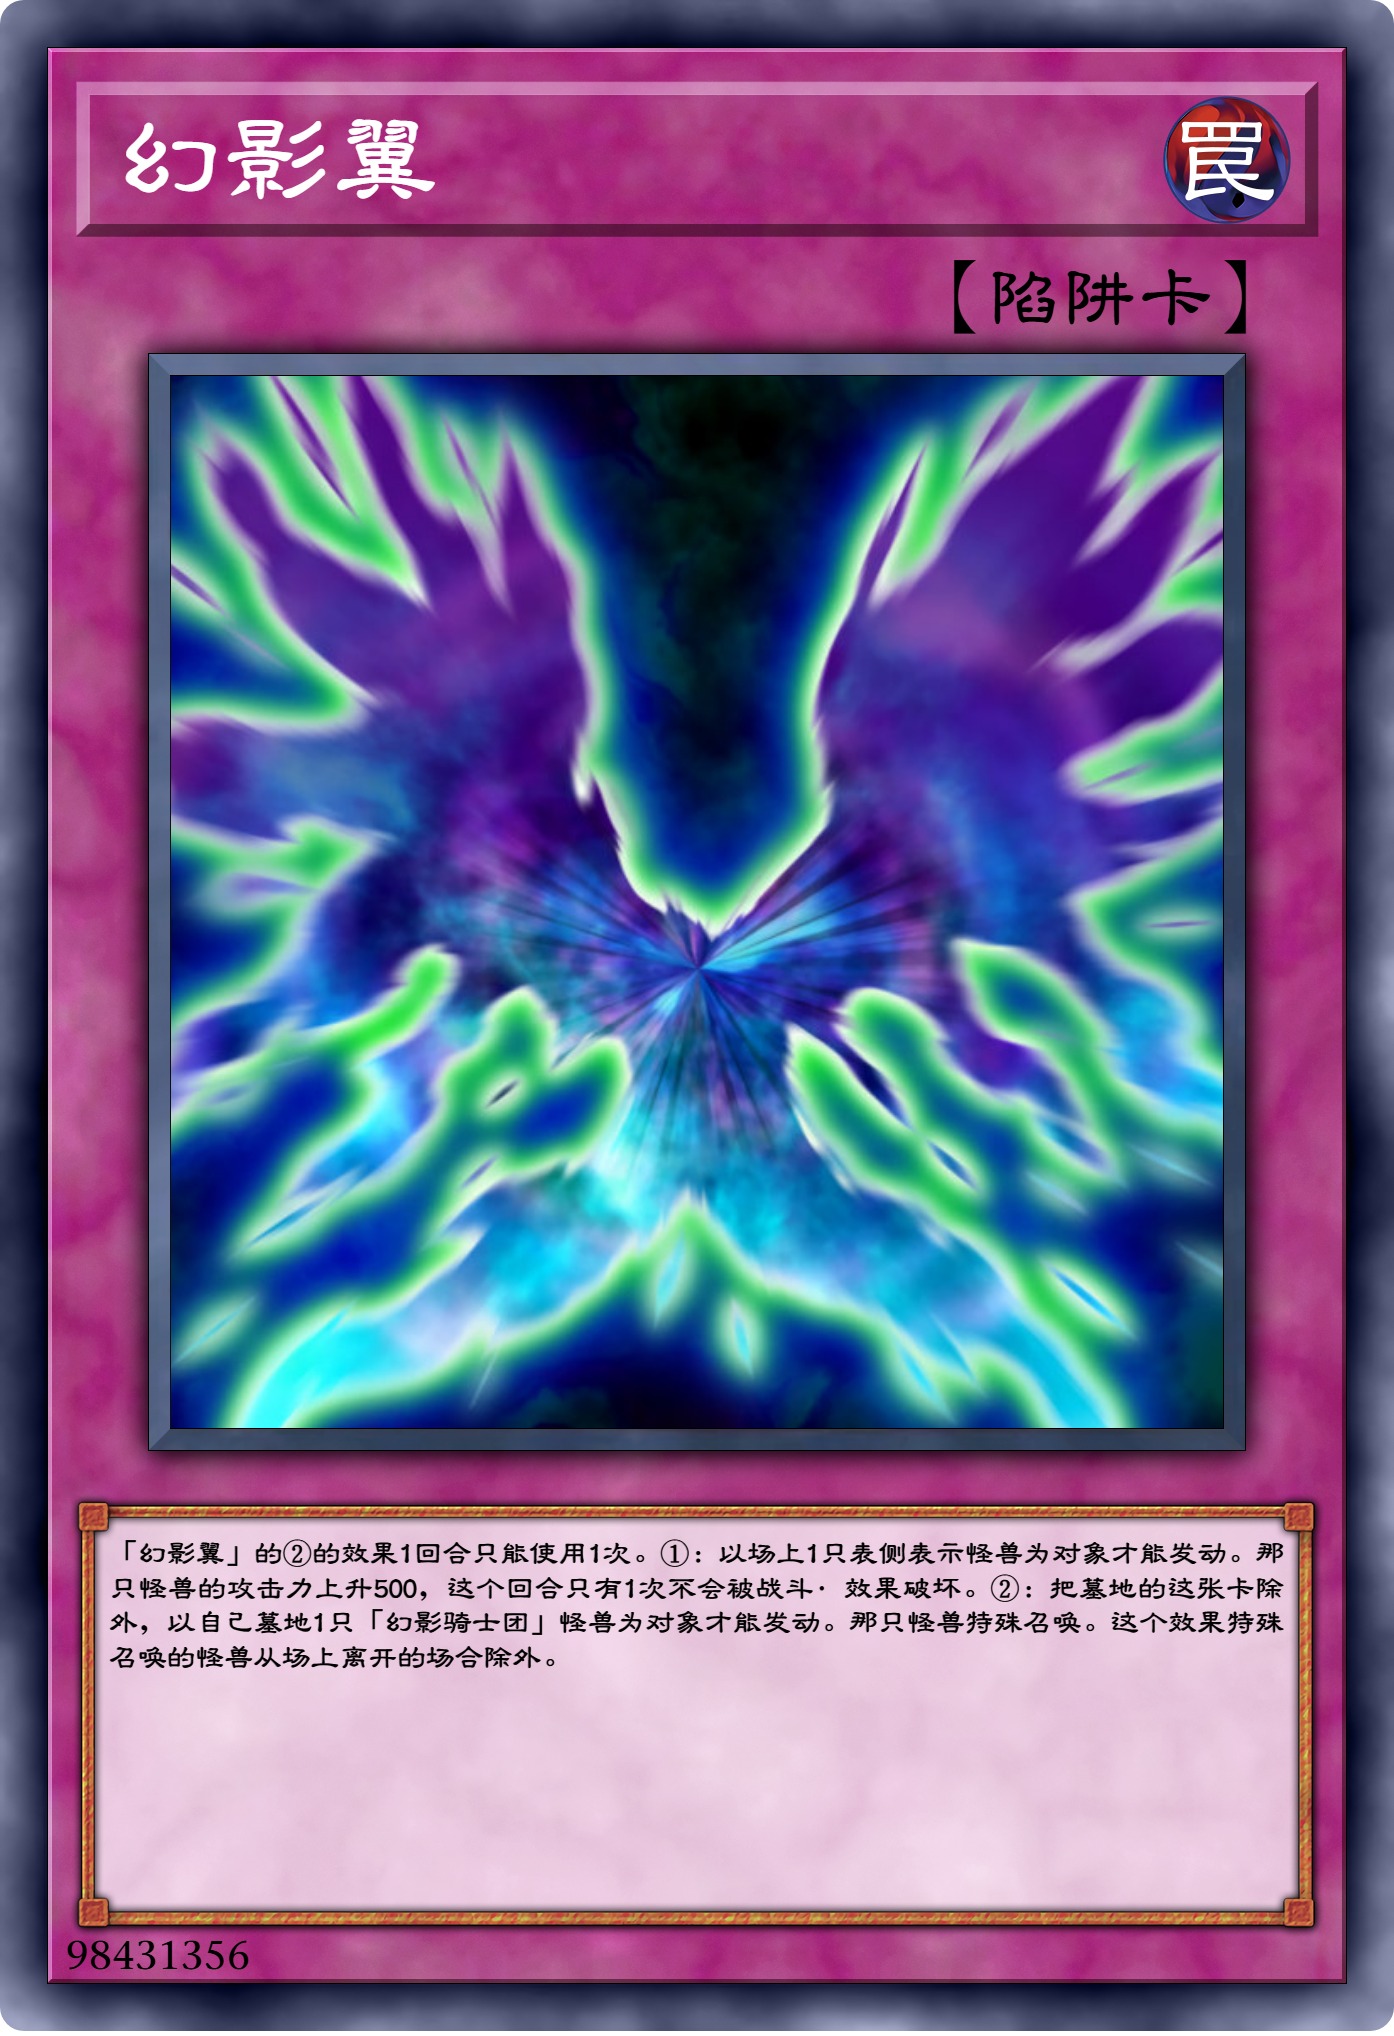 幻影翼
罠
【陷阱卡】
「幻影翼」的②的效果1回合只能使用1次。①：以场上1只表侧表示怪兽为对象才能发动。那
只怪兽的攻击力上升500，这个回合只有1次不会被战斗·效果破坏。②：把墓地的这张卡除
外，以自己墓地1只「幻影骑士团」怪兽为对象才能发动。那只怪兽特殊召唤。这个效果特殊
召唤的怪兽从场上离开的场合除外。
98431356